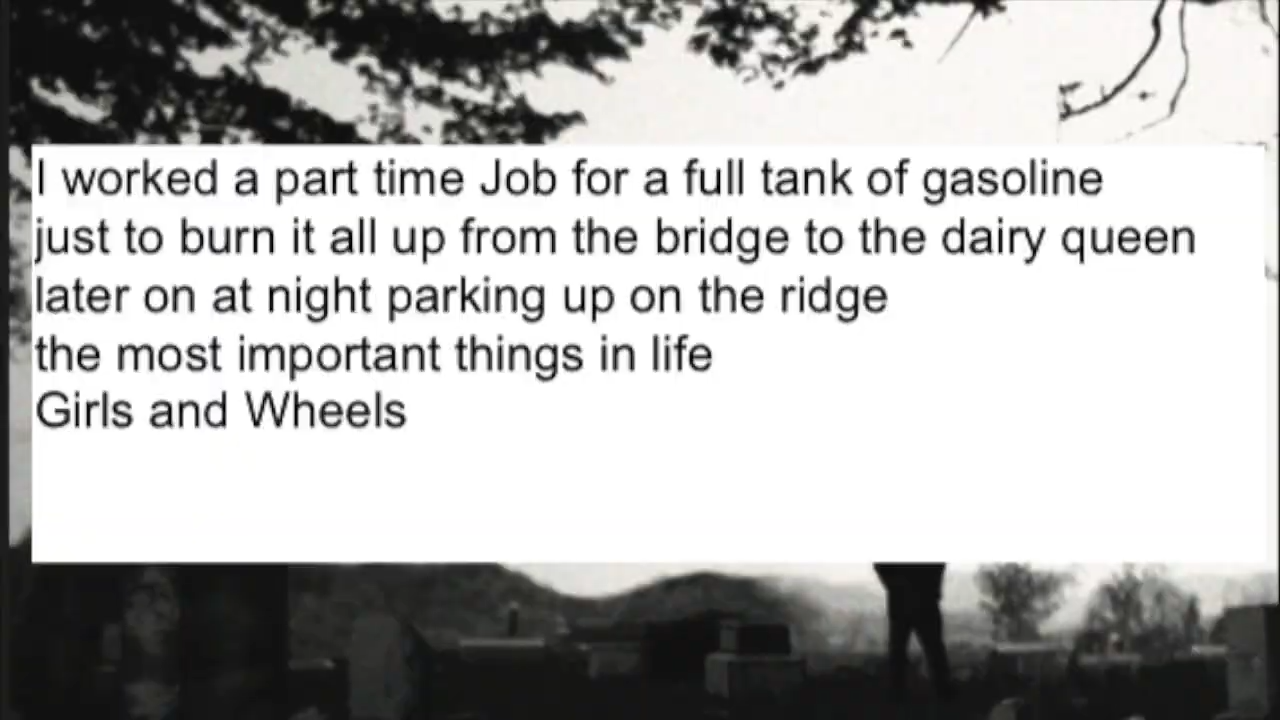 I worked a part time Job for a full tank of gasoline
just to burn it all up from the bridge to the dairy queen
later on at night parking up on the ridge
the most important things in life
Girls and Wheels